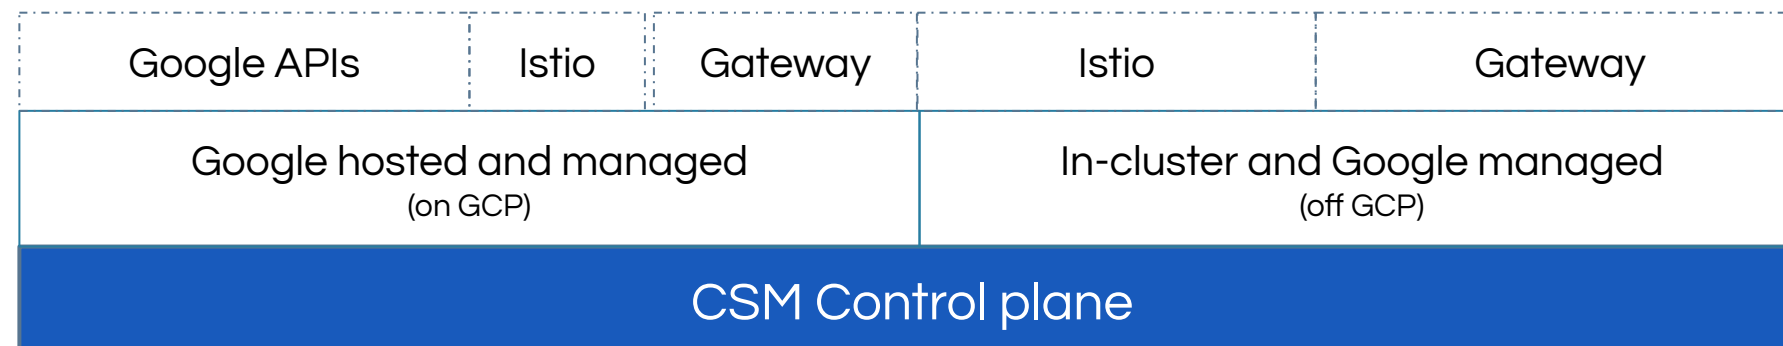 Google APIs Istio Gateway Istio Gateway
Google hosted and managed In-cluster and Google managed
(on GCP) (off GCP)
CSM Control plane